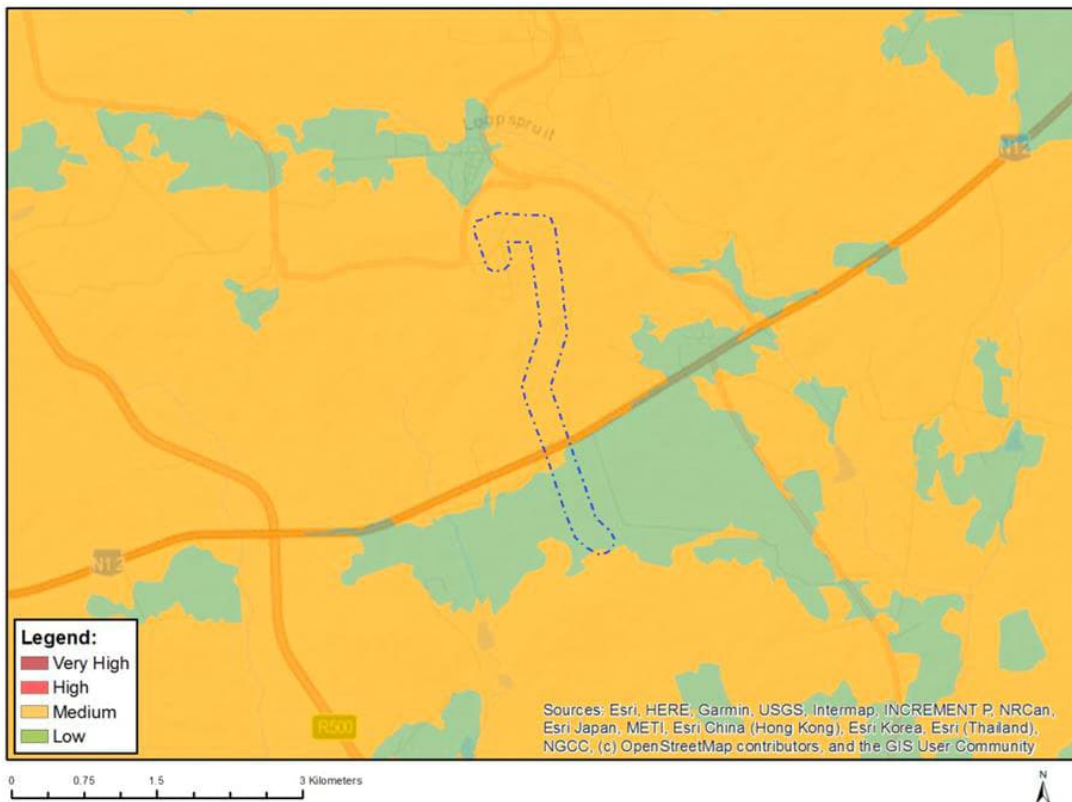 Loopspruit
N12
N12
R500
Legend:
Very High
High
Medium
Low
Sources: Esri, HERE, Garmin, USGS, Intermap, INCREMENT P, NRCan,
Esri Japan, METI, Esri China (Hong Kong), Esri Korea, Esri (Thailand),
NGCC, (c) OpenStreetMap contributors, and the GIS User Community
0 0.75 1.5 3 Kilometers
N